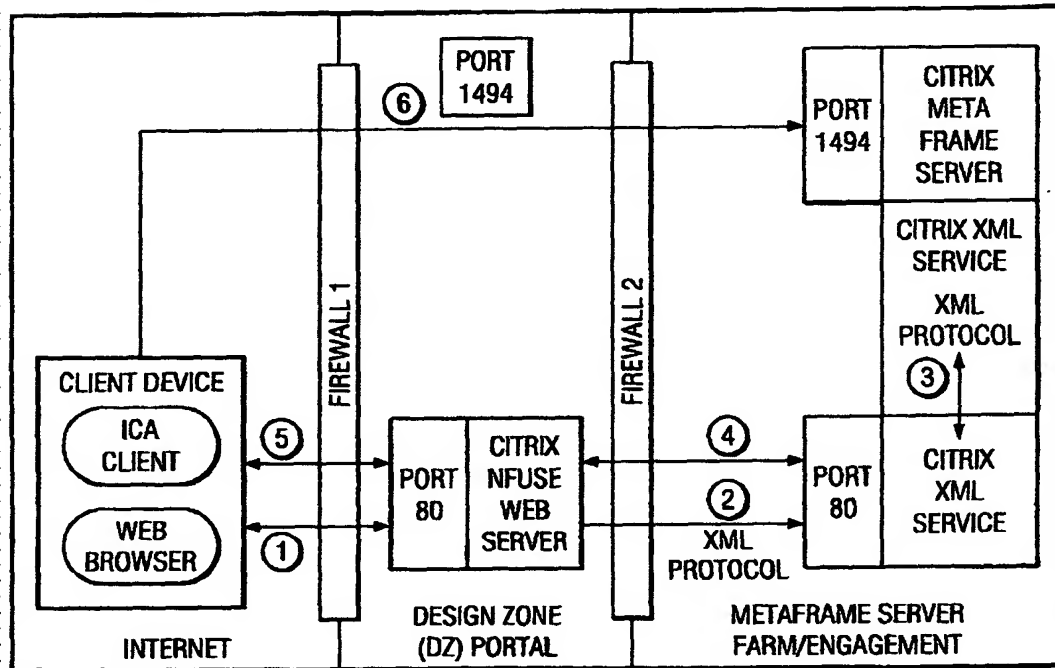 PORT
1494
6
PORT
1494
CITRIX
META
FRAME
SERVER
CITRIX XML
SERVICE
XML
PROTOCOL
3
FIREWALL 1
FIREWALL 2
CLIENT DEVICE
ICA
CLIENT
WEB
BROWSER
5
1
PORT
80
CITRIX
NFUSE
WEB
SERVER
4
2
XML
PROTOCOL
PORT
80
CITRIX
XML
SERVICE
INTERNET
DESIGN ZONE
(DZ) PORTAL
METAFRAME SERVER
FARM/ENGAGEMENT